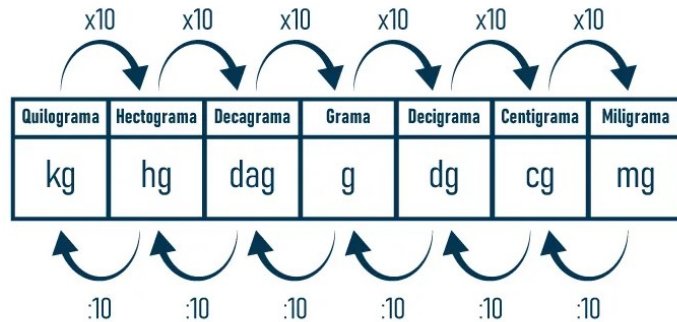 x10 x10 x10 x10 x10 x10
Quilograma Hectograma Decagrama Grama Decigrama Centigrama Miligrama
kg hg dag g dg cg mg
:10 :10 :10 :10 :10 :10